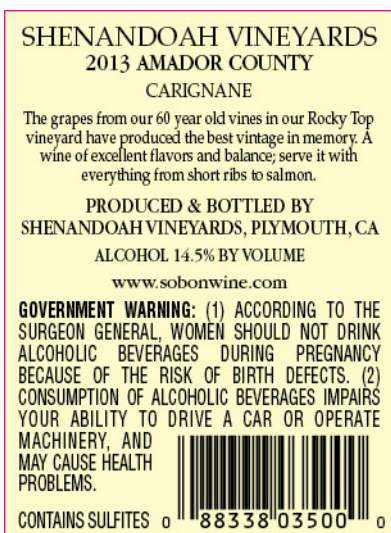 SHENANDOAH VINEYARDS
2013 AMADOR COUNTY
CARIGNANE
The grapes from our 60 year old vines in our Rocky Top
vineyard have produced the best vintage in memory. A
wine of excellent flavors and balance; serve it with
everything from short ribs to salmon.
PRODUCED & BOTTLED BY
SHENANDOAH VINEYARDS, PLYMOUTH, CA
ALCOHOL 14.5% BY VOLUME
www.sobonwine.com
GOVERNMENT WARNING: (1) ACCORDING TO THE
SURGEON GENERAL, WOMEN SHOULD NOT DRINK
ALCOHOLIC BEVERAGES DURING PREGNANCY
BECAUSE OF THE RISK OF BIRTH DEFECTS. (2)
CONSUMPTION OF ALCOHOLIC BEVERAGES IMPAIRS
YOUR ABILITY TO DRIVE A CAR OR OPERATE
MACHINERY, AND
MAY CAUSE HEALTH
PROBLEMS.
CONTAINS SULFITES
0 88338 03500 0